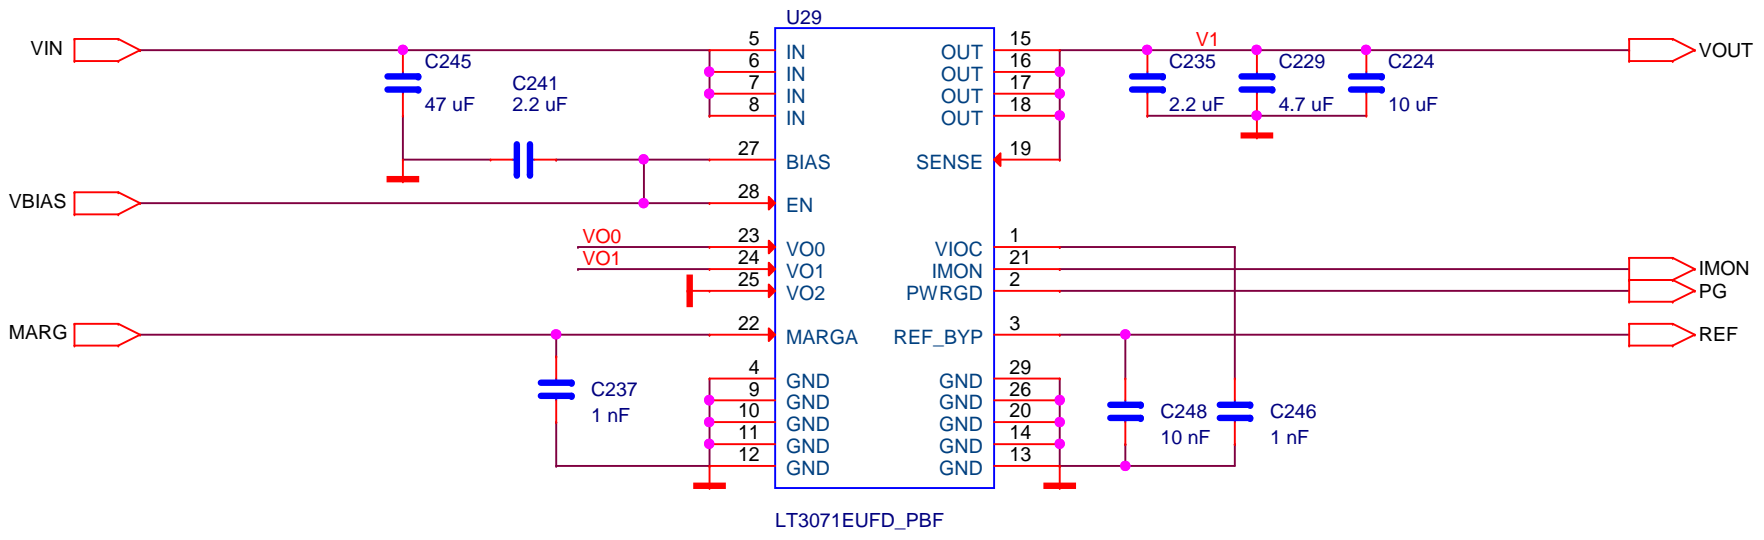 U29
VIN
5
IN
OUT
15
V1
VOUT
C245
47 uF
6
IN
OUT
16
C235
2.2 uF
C229
4.7 uF
C224
10 uF
C241
2.2 uF
7
IN
OUT
17
8
IN
OUT
18
27
BIAS
SENSE
19
VBIAS
28
EN
VO0
23
VO0
VIOC
1
VO1
24
VO1
IMON
21
IMON
25
VO2
PWRGD
2
PG
MARG
22
MARGA
REF_BYP
3
REF
4
GND
GND
29
C237
1 nF
9
GND
GND
26
10
GND
GND
20
C248
10 nF
C246
1 nF
11
GND
GND
14
12
GND
GND
13
LT3071EUFD_PBF